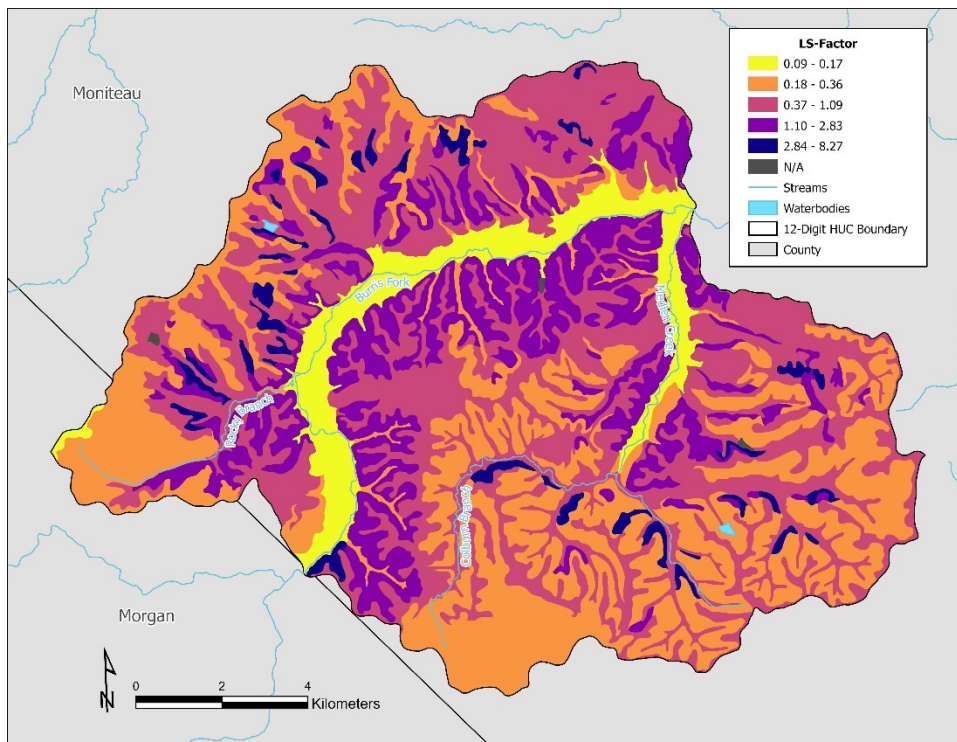 LS-Factor
0.09 - 0.17
0.18 - 0.36
0.37 - 1.09
1.10 - 2.83
2.84 - 8.27
N/A
Streams
Waterbodies
12-Digit HUC Boundary
County
Moniteau
Burns Fork
Rocky Branch
Creek
Branch
Morgan
N
0 2 4
Kilometers